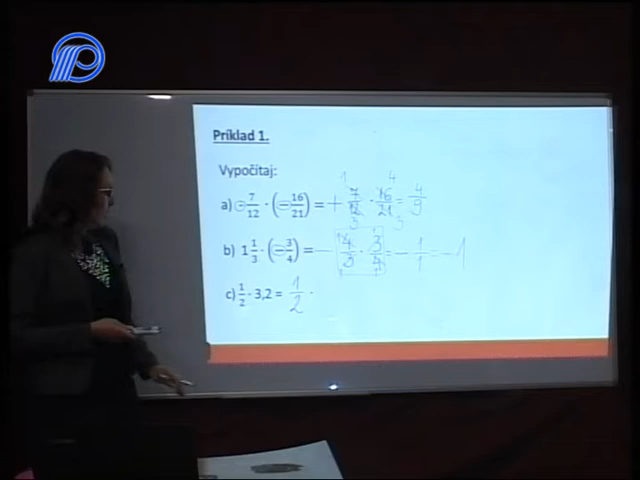 Príklad 1.
Vypočítaj:
a) -7/12 · (-16/21) = + 7/12 · 16/21 = 4/9
b) 1 1/3 · (-3/4) = - 4/3 · 3/4 = - 1/1 = -1
c) 1/2 · 3,2 = 1/2 ·